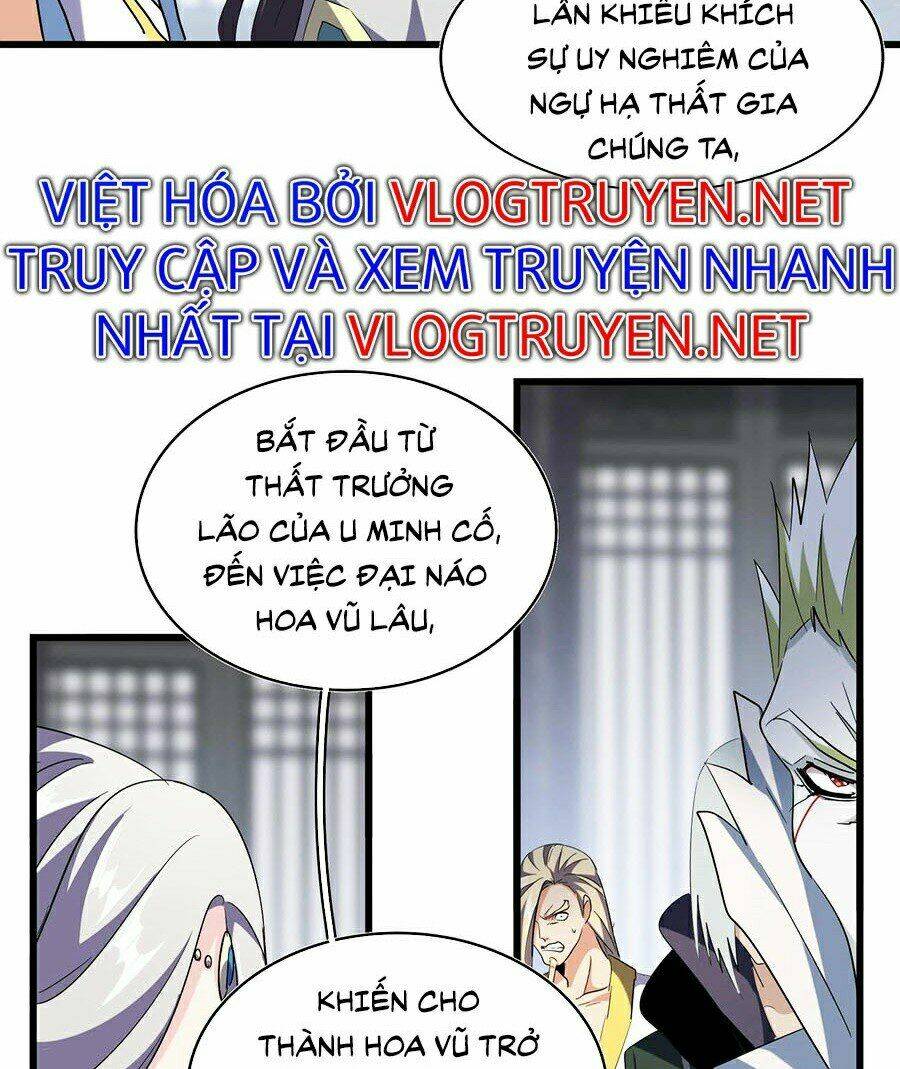 LẦN KHIÊU KHÍCH
SỰ UY NGHIÊM CỦA
NGỰ HẠ THẤT GIA
CHÚNG TA,
VIỆT HÓA BỞI VLOGTRUYEN.NET
TRUY CẬP VÀ XEM TRUYỆN NHANH
NHẤT TẠI VLOGTRUYEN.NET
BẮT ĐẦU TỪ
THẤT TRƯỞNG
LÃO CỦA U MINH CỐ,
ĐẾN VIỆC ĐẠI NÁO
HOA VŨ LÂU,
KHIẾN CHO
THÀNH HOA VŨ TRỞ